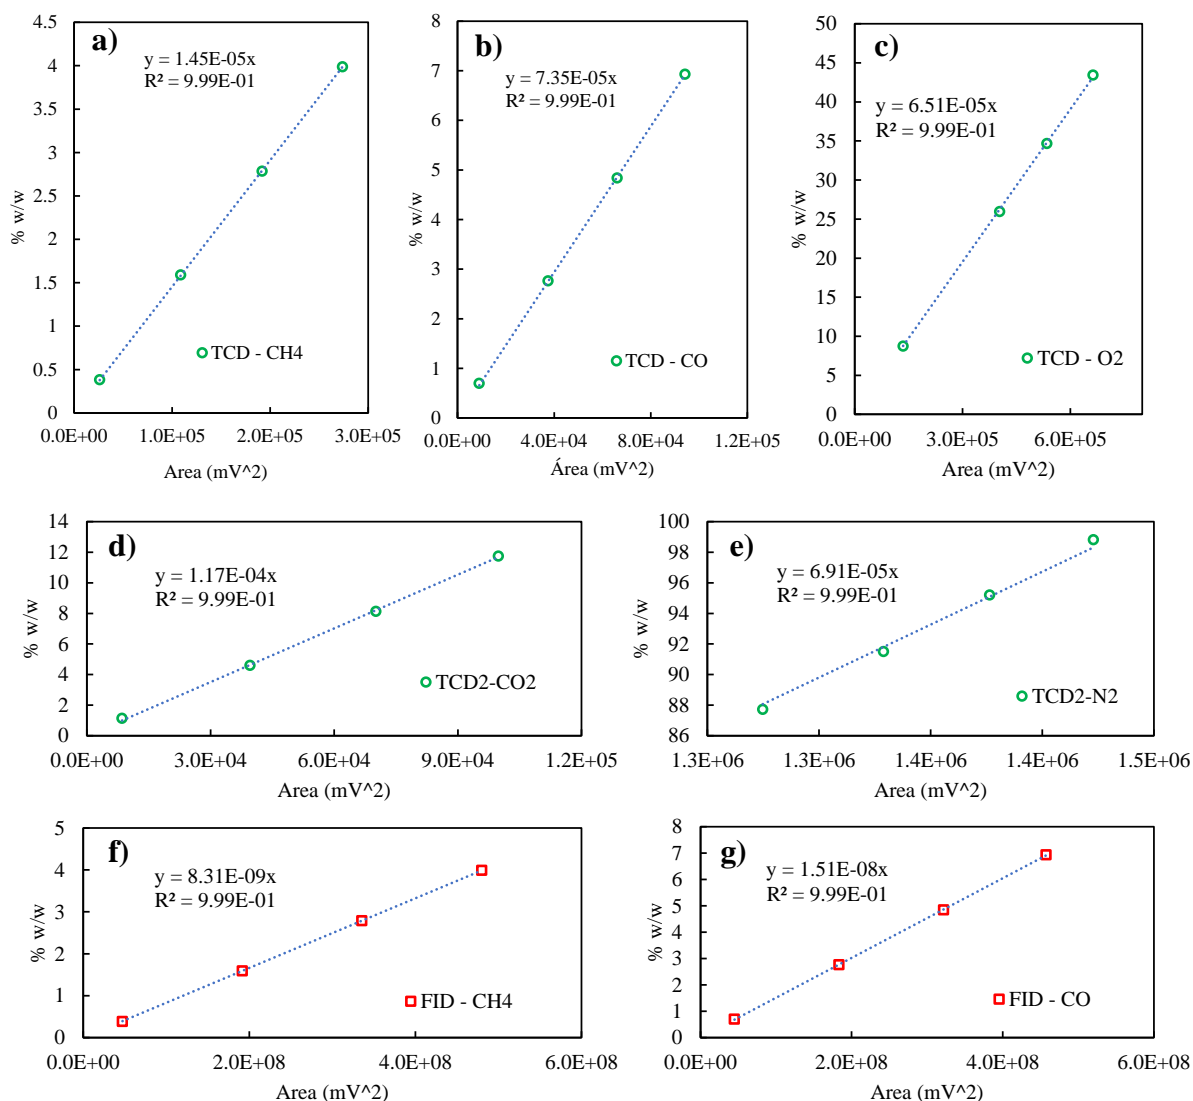 a)
y = 1.45E-05x
R² = 9.99E-01
4.5
4
3.5
3
2.5
2
1.5
1
0.5
0
% w/w
TCD - CH4
0.0E+00 1.0E+05 2.0E+05 3.0E+05
Area (mV^2)
b)
y = 7.35E-05x
R² = 9.99E-01
8
7
6
5
4
3
2
1
0
% w/w
TCD - CO
0.0E+00 4.0E+04 8.0E+04 1.2E+05
Área (mV^2)
c)
y = 6.51E-05x
R² = 9.99E-01
50
45
40
35
30
25
20
15
10
5
0
% w/w
TCD - O2
0.0E+00 3.0E+05 6.0E+05
Area (mV^2)
d)
y = 1.17E-04x
R² = 9.99E-01
14
12
10
8
6
4
2
0
% w/w
TCD2-CO2
0.0E+00 3.0E+04 6.0E+04 9.0E+04 1.2E+05
Area (mV^2)
e)
y = 6.91E-05x
R² = 9.99E-01
100
98
96
94
92
90
88
86
% w/w
TCD2-N2
1.3E+06 1.3E+06 1.4E+06 1.4E+06 1.5E+06
Area (mV^2)
f)
y = 8.31E-09x
R² = 9.99E-01
5
4
3
2
1
0
% w/w
FID - CH4
0.0E+00 2.0E+08 4.0E+08 6.0E+08
Area (mV^2)
g)
y = 1.51E-08x
R² = 9.99E-01
8
7
6
5
4
3
2
1
0
% w/w
FID - CO
0.0E+00 2.0E+08 4.0E+08 6.0E+08
Area (mV^2)